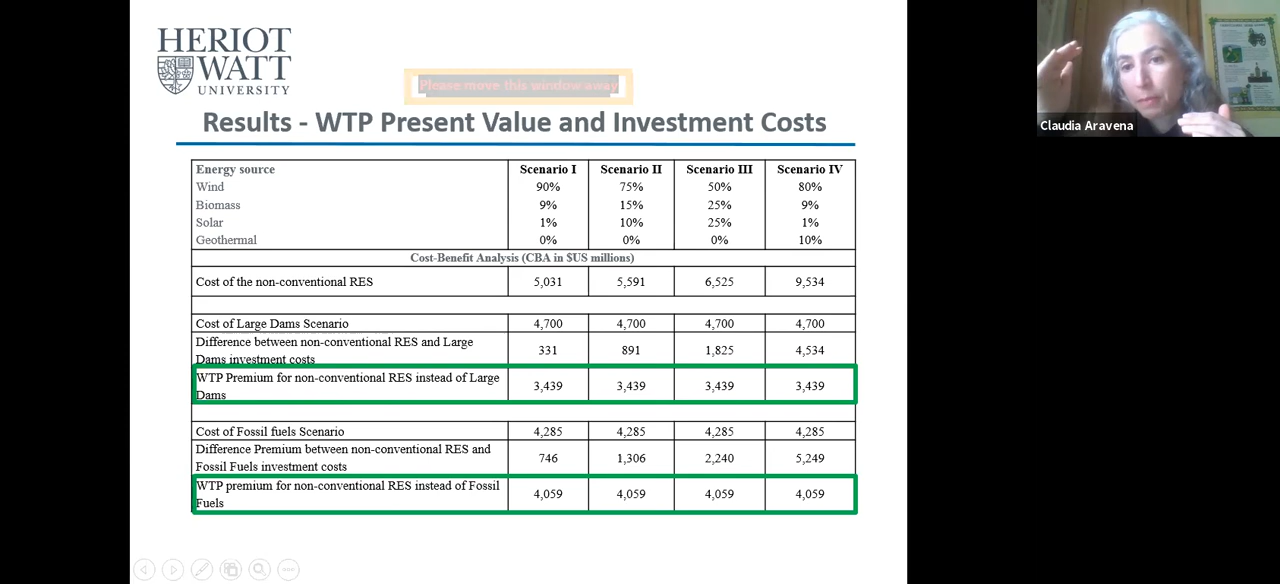 HERIOT
WATT
UNIVERSITY
Please move this window away
Results - WTP Present Value and Investment Costs
Energy source Scenario I Scenario II Scenario III Scenario IV
Wind 90% 75% 50% 80%
Biomass 9% 15% 25% 9%
Solar 1% 10% 25% 1%
Geothermal 0% 0% 0% 10%
Cost-Benefit Analysis (CBA in $US millions)
Cost of the non-conventional RES 5,031 5,591 6,525 9,534
Cost of Large Dams Scenario 4,700 4,700 4,700 4,700
Difference between non-conventional RES and Large
Dams investment costs 331 891 1,825 4,534
WTP Premium for non-conventional RES instead of Large
Dams 3,439 3,439 3,439 3,439
Cost of Fossil fuels Scenario 4,285 4,285 4,285 4,285
Difference Premium between non-conventional RES and
Fossil Fuels investment costs 746 1,306 2,240 5,249
WTP premium for non-conventional RES instead of Fossil
Fuels 4,059 4,059 4,059 4,059
Claudia Aravena